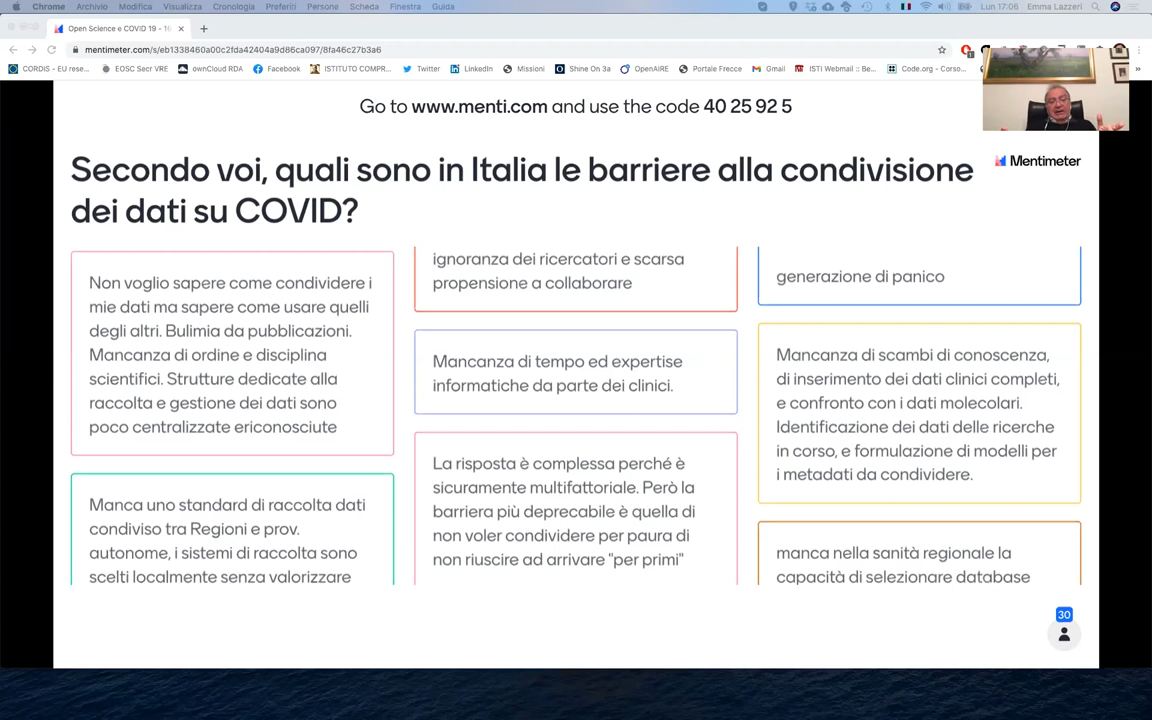 Chrome Archivio Modifica Visualizza Cronologia Preferiti Persone Scheda Finestra Guida Lun 17:06 Emma Lazzeri
Open Science e COVID 19 - 16
mentimeter.com/s/eb1338460a00c2fda42404a9d86ca097/8fa46c27b3a6
CORDIS - EU rese... EOSC Secr VRE ownCloud RDA Facebook ISTITUTO COMPR... Twitter LinkedIn Missioni Shine On 3a OpenAIRE Portale Frecce Gmail ISTI Webmail :: Be... Code.org - Corso...
Go to www.menti.com and use the code 40 25 92 5
Mentimeter
Secondo voi, quali sono in Italia le barriere alla condivisione
dei dati su COVID?
Non voglio sapere come condividere i
miei dati ma sapere come usare quelli
degli altri. Bulimia da pubblicazioni.
Mancanza di ordine e disciplina
scientifici. Strutture dedicate alla
raccolta e gestione dei dati sono
poco centralizzate ericonosciute
Manca uno standard di raccolta dati
condiviso tra Regioni e prov.
autonome, i sistemi di raccolta sono
scelti localmente senza valorizzare
ignoranza dei ricercatori e scarsa
propensione a collaborare
Mancanza di tempo ed expertise
informatiche da parte dei clinici.
La risposta è complessa perché è
sicuramente multifattoriale. Però la
barriera più deprecabile è quella di
non voler condividere per paura di
non riuscire ad arrivare "per primi"
generazione di panico
Mancanza di scambi di conoscenza,
di inserimento dei dati clinici completi,
e confronto con i dati molecolari.
Identificazione dei dati delle ricerche
in corso, e formulazione di modelli per
i metadati da condividere.
manca nella sanità regionale la
capacità di selezionare database
30